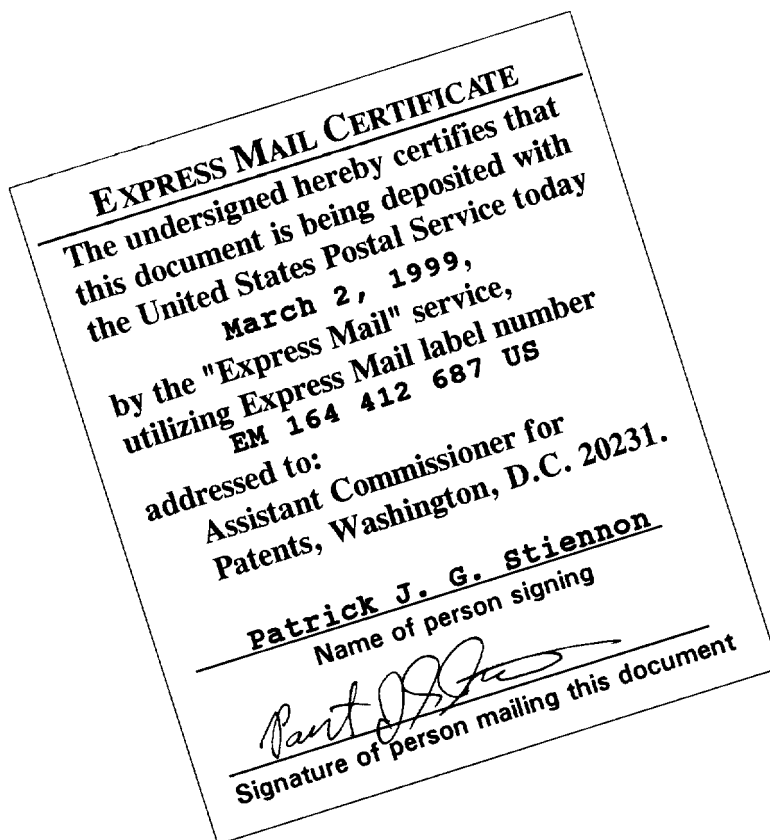 EXPRESS MAIL CERTIFICATE
The undersigned hereby certifies that
this document is being deposited with
the United States Postal Service today
March 2, 1999,
by the "Express Mail" service,
utilizing Express Mail label number
EM 164 412 687 US
addressed to:
Assistant Commissioner for
Patents, Washington, D.C. 20231.
Patrick J. G. Stiennon
Name of person signing
Signature of person mailing this document